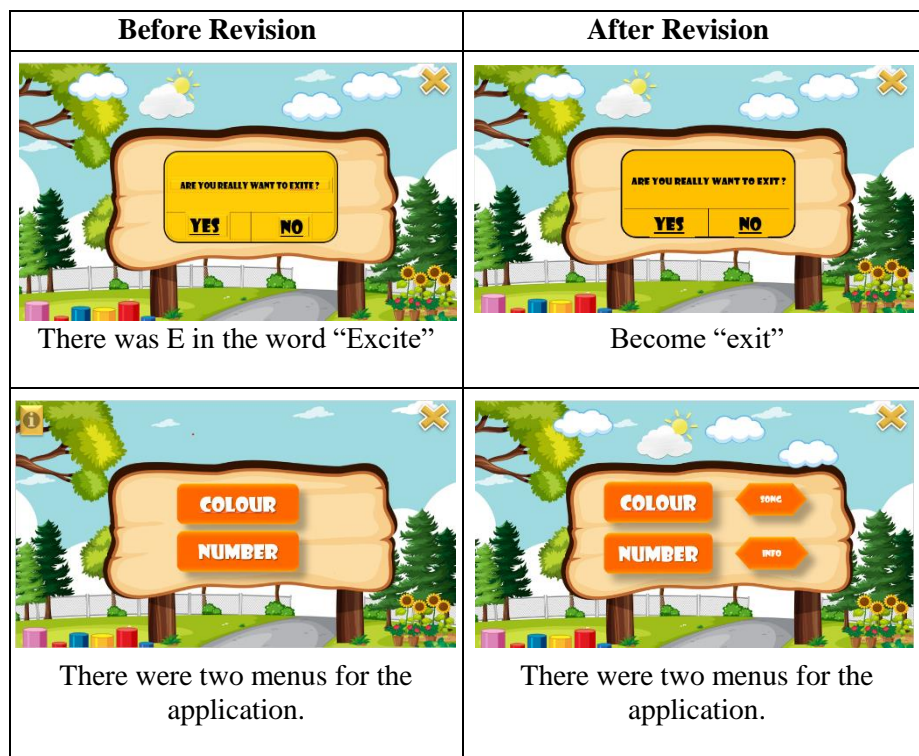 Before Revision
After Revision
ARE YOU REALLY WANT TO EXITE ?
YES
NO
ARE YOU REALLY WANT TO EXIT ?
YES
NO
There was E in the word “Excite”
Become “exit”
i
COLOUR
NUMBER
COLOUR
SONG
NUMBER
INFO
There were two menus for the
application.
There were two menus for the
application.